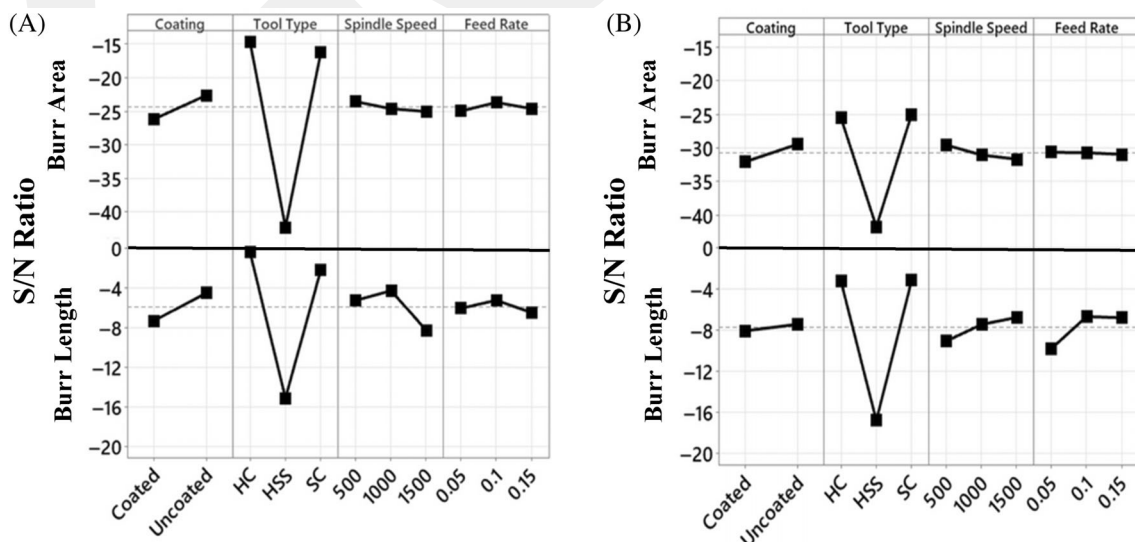 (A)
Coating Tool Type Spindle Speed Feed Rate
S/N Ratio
Burr Area
−15
−20
−25
−30
−35
−40
Burr Length
0
−4
−8
−12
−16
−20
Coated Uncoated HC HSS SC 500 1000 1500 0.05 0.1 0.15
(B)
Coating Tool Type Spindle Speed Feed Rate
S/N Ratio
Burr Area
−15
−20
−25
−30
−35
−40
Burr Length
0
−4
−8
−12
−16
−20
Coated Uncoated HC HSS SC 500 1000 1500 0.05 0.1 0.15